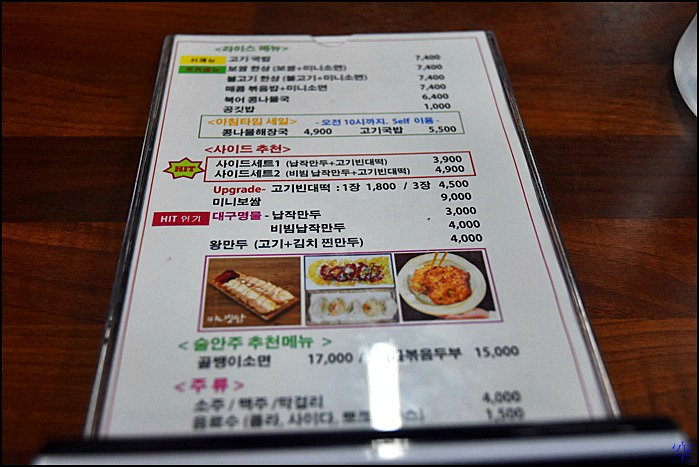 <라이스 메뉴>
고기 국밥 7,400
보쌈 한상 (보쌈+미니소면) 7,400
불고기 한상 (불고기+미니소면) 7,400
매콤 볶음밥+미니소면 7,400
북어 콩나물국 6,400
공깃밥 1,000
<아침타임 세일> - 오전 10시까지. Self 이용 -
콩나물해장국 4,900 고기국밥 5,500
<사이드 추천>
HIT 사이드세트1 (납작만두+고기빈대떡) 3,900
사이드세트2 (비빔 납작만두+고기빈대떡) 4,900
Upgrade- 고기빈대떡 : 1장 1,800 / 3장 4,500
미니보쌈 9,000
HIT 인기 대구명물 - 납작만두 3,000
비빔납작만두 4,000
왕만두 (고기+김치 찐만두) 4,000
미니보쌈
< 술안주 추천메뉴 >
골뱅이소면 17,000 / 볶음두부 15,000
< 주 류 >
소주 / 맥주 /막걸리 4,000
음료수 (콜라, 사이다, 1,500